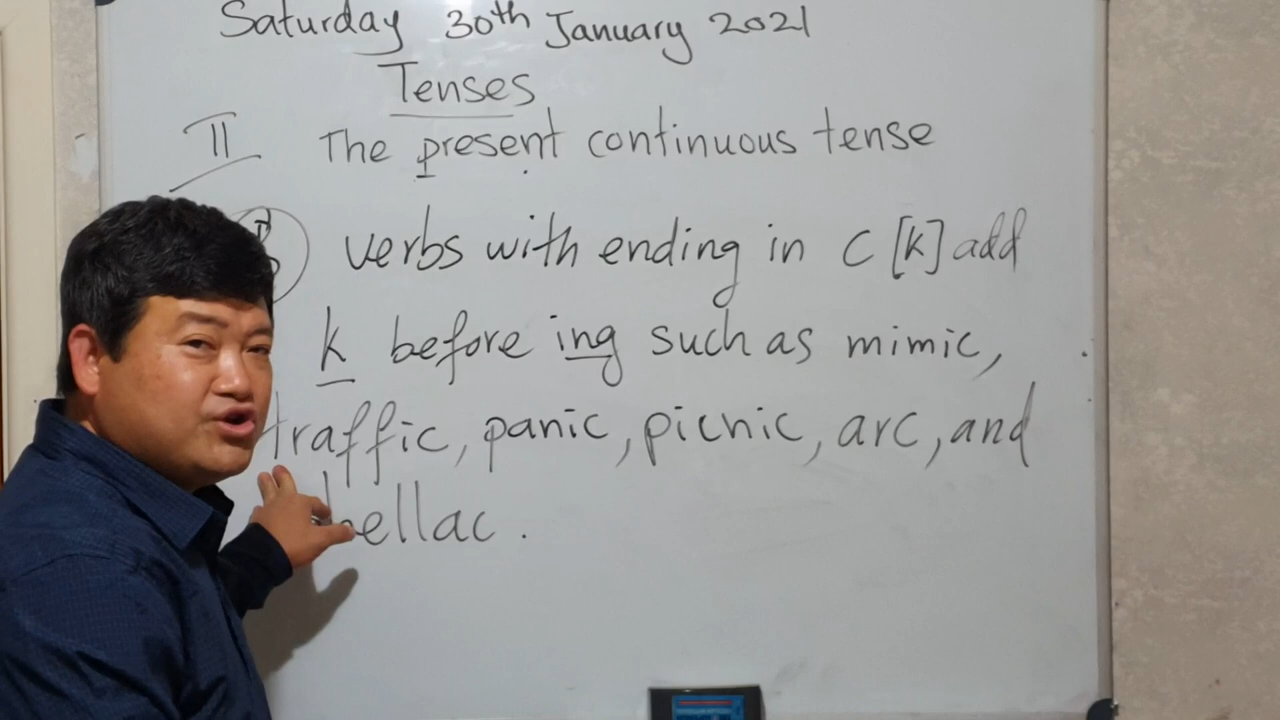 Saturday 30th January 2021
Tenses
II The present continuous tense
verbs with ending in c [k] add
k before ing such as mimic,
traffic, panic, picnic, arc, and